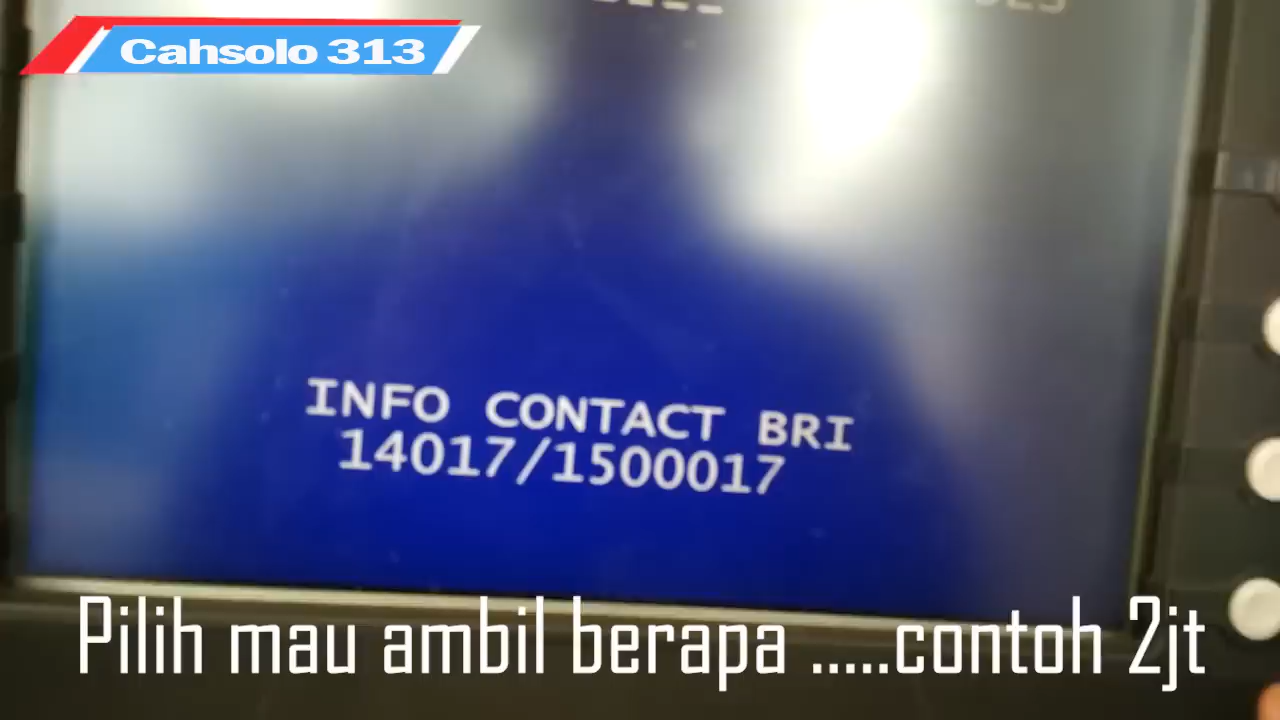 Cahsolo 313
INFO CONTACT BRI
14017/1500017
Pilih mau ambil berapa .....contoh 2jt